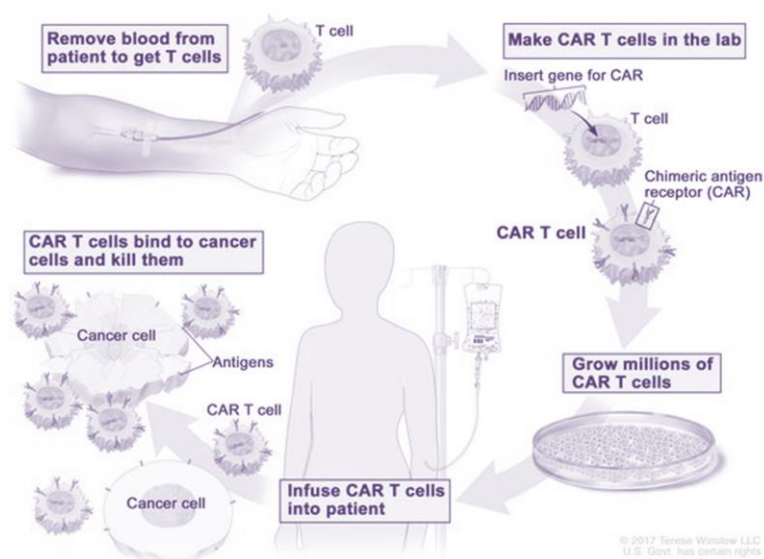 Remove blood from
patient to get T cells
T cell
Make CAR T cells in the lab
Insert gene for CAR
T cell
Chimeric antigen
receptor (CAR)
CAR T cell
Grow millions of
CAR T cells
Infuse CAR T cells
into patient
CAR T cells bind to cancer
cells and kill them
Cancer cell
Antigens
CAR T cell
Cancer cell
© 2017 Terese Winslow LLC
U.S. Govt. has certain rights